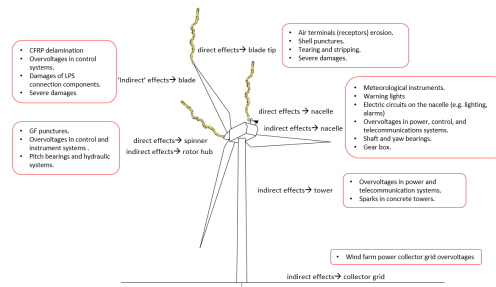 • CFRP delamination
• Overvoltages in control
systems.
• Damages of LPS
connection components.
• Severe damages
direct effects→ blade tip
• Air terminals (receptors) erosion.
• Shell punctures.
• Tearing and stripping.
• Severe damages.
'Indirect' effects→ blade
• Meteorological instruments.
• Warning lights
• Electric circuits on the nacelle (e.g. lighting,
alarms)
• Overvoltages in power, control, and
telecommunications systems.
• Shaft and yaw bearings.
• Gear box.
direct effects→ nacelle
indirect effects→ nacelle
• GF punctures.
• Overvoltages in control and
instrument systems .
• Pitch bearings and hydraulic
systems.
direct effects→ spinner
indirect effects→ rotor hub
indirect effects→ tower
• Overvoltages in power and
telecommunication systems.
• Sparks in concrete towers.
• Wind farm power collector grid overvoltages
indirect effects→ collector grid